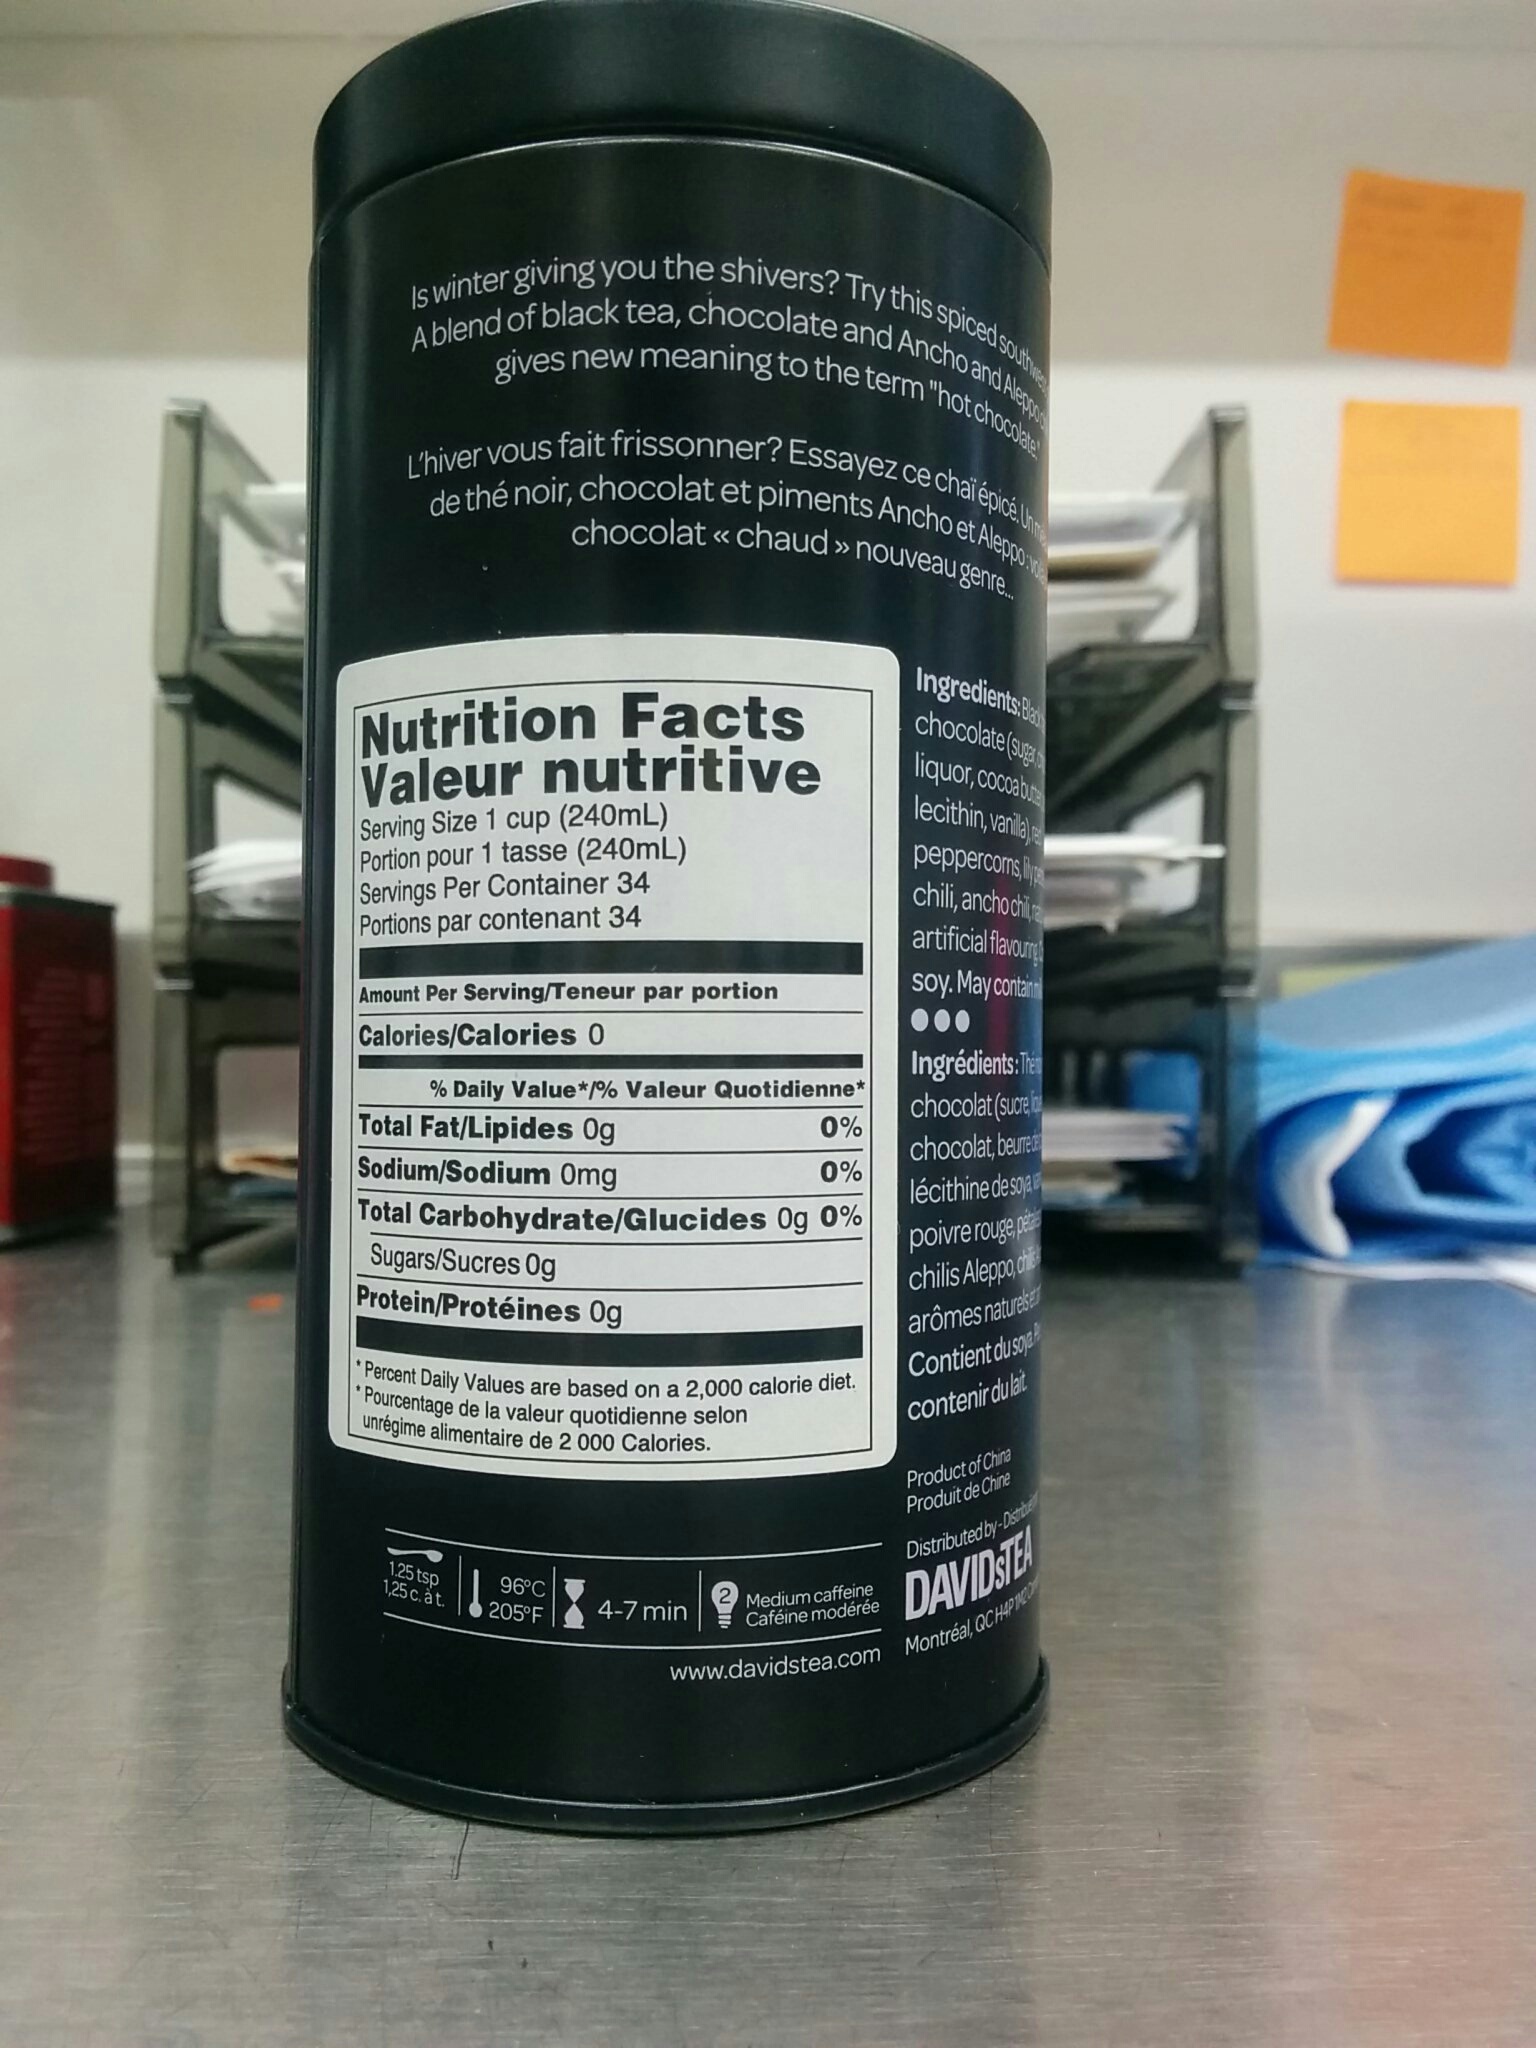 Is winter giving you the shivers? Try this spiced
A blend of black tea, chocolate and Ancho and Aleppo
gives new meaning to the term "hot chocolate."
L'hiver vous fait frissonner? Essayez ce chaï épicé. Un
de thé noir, chocolat et piments Ancho et Aleppo :
chocolat « chaud » nouveau genre...
Nutrition Facts
Valeur nutritive
Serving Size 1 cup (240mL)
Portion pour 1 tasse (240mL)
Servings Per Container 34
Portions par contenant 34
Amount Per Serving/Teneur par portion
Calories/Calories 0
% Daily Value*/% Valeur Quotidienne*
Total Fat/Lipides 0g 0%
Sodium/Sodium 0mg 0%
Total Carbohydrate/Glucides 0g 0%
Sugars/Sucres 0g
Protein/Protéines 0g
* Percent Daily Values are based on a 2,000 calorie diet.
* Pourcentage de la valeur quotidienne selon
unrégime alimentaire de 2 000 Calories.
Ingredients:
chocolate (sugar
liquor, cocoa butter
lecithin, vanilla),
peppercorns, lily
chili, ancho chili,
artificial flavouring
soy. May contain
Ingrédients : Thé
chocolat (sucre,
chocolat, beurre de
lécithine de soya,
poivre rouge,
chilis Aleppo,
arômes naturels et
Contient du soya.
contenir du lait.
Product of China
Produit de Chine
Distributed by - Distribué
DAVIDsTEA
Montréal, QC H4P 1M2
1.25 tsp
1,25 c. à t.
96°C
205°F
4-7 min
2
Medium caffeine
Caféine modérée
www.davidstea.com